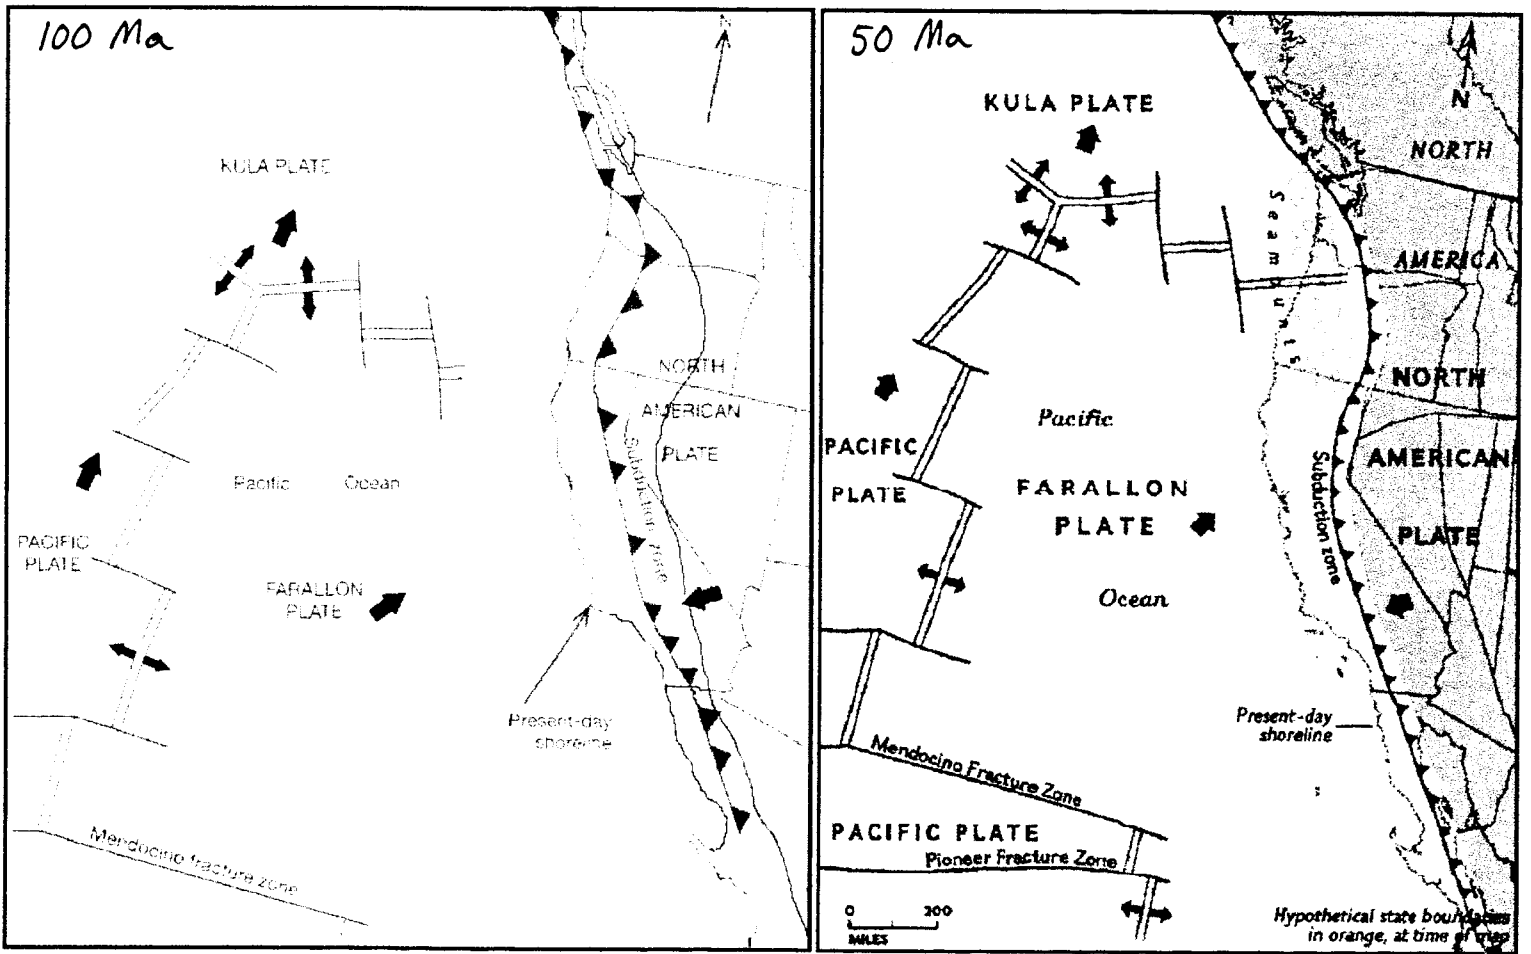 100 Ma
N
KULA PLATE
NORTH
AMERICAN
PLATE
Subduction zone
Pacific Ocean
PACIFIC
PLATE
FARALLON
PLATE
Present-day
shoreline
Mendocino fracture zone
50 Ma
N
KULA PLATE
NORTH
AMERICA
Seamounts
NORTH
AMERICAN
PLATE
Subduction zone
Pacific
PACIFIC
PLATE
FARALLON
PLATE
Ocean
Present-day
shoreline
Mendocino Fracture Zone
PACIFIC PLATE
Pioneer Fracture Zone
0 200
MILES
Hypothetical state boundaries
in orange, at time of map